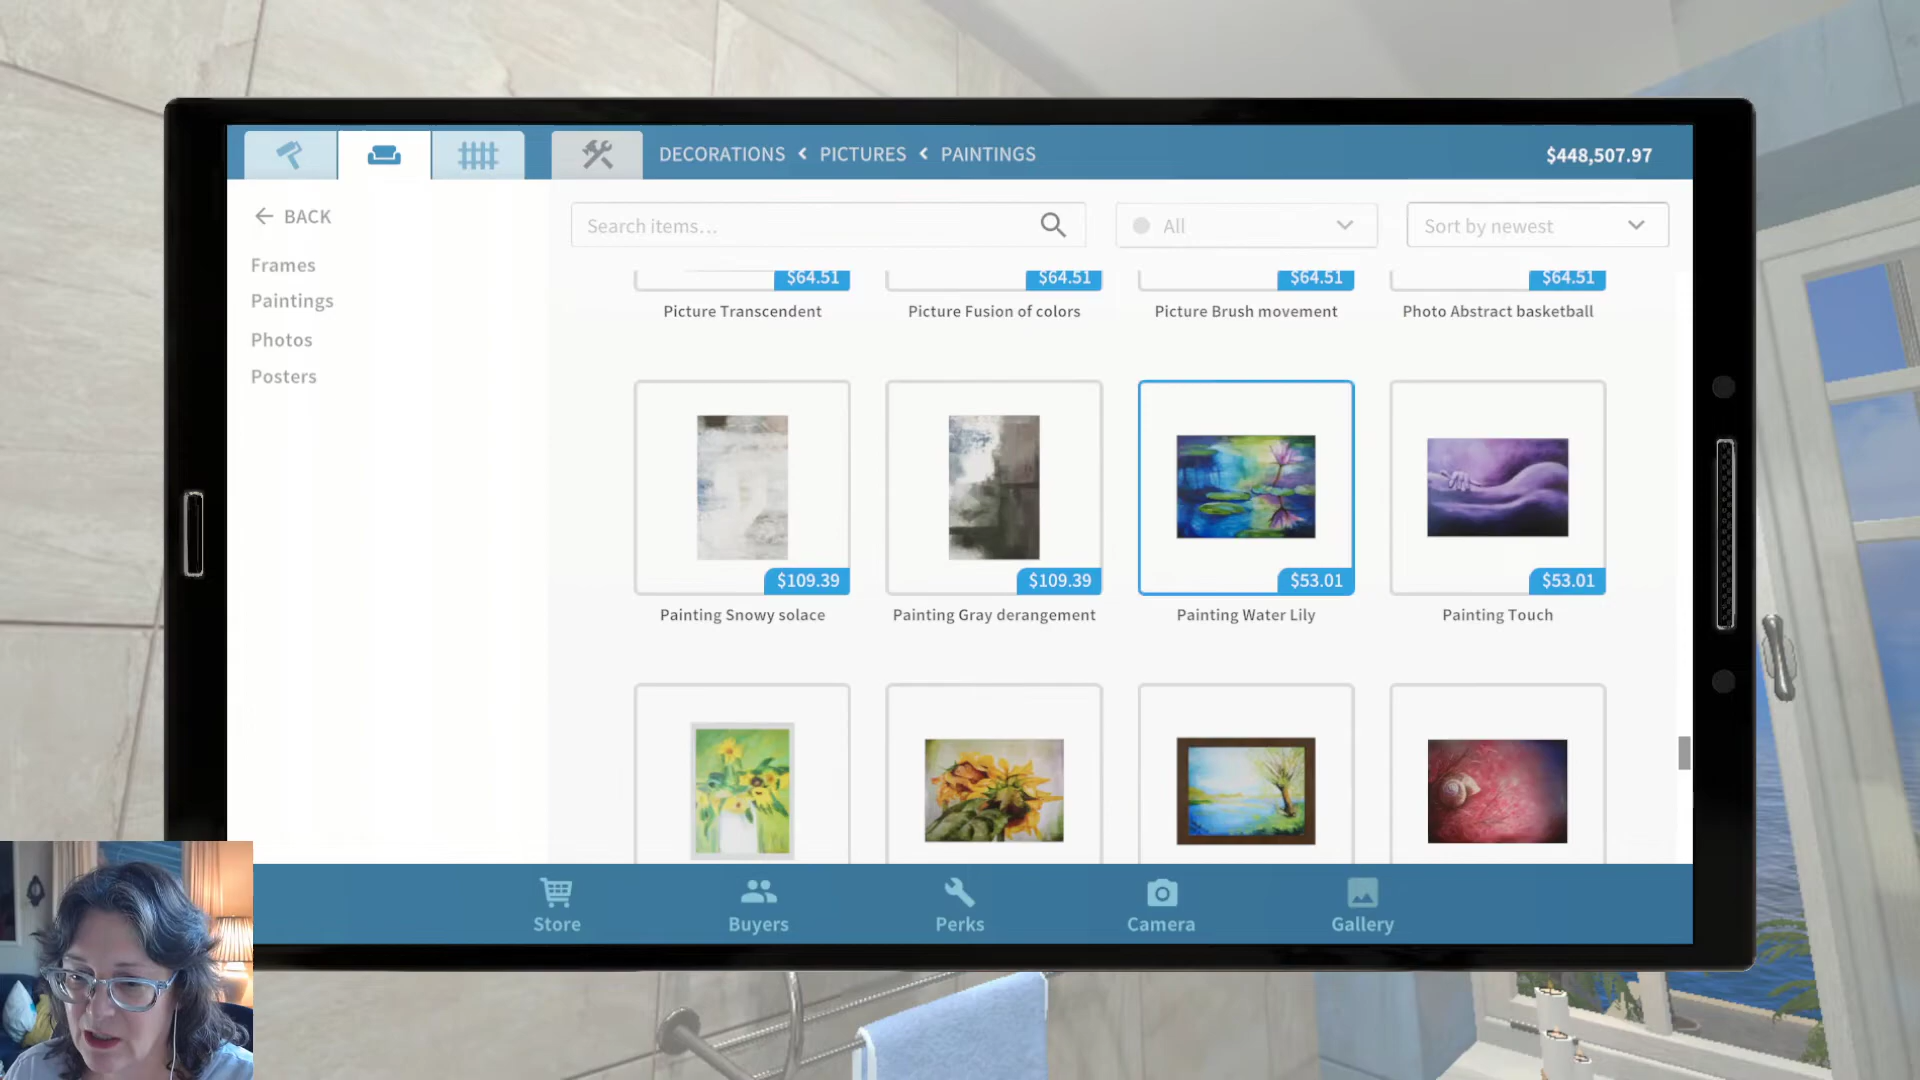 DECORATIONS < PICTURES < PAINTINGS
$448,507.97
BACK
Search items...
All
Sort by newest
Frames
Paintings
Photos
Posters
$64.51
$64.51
$64.51
$64.51
Picture Transcendent
Picture Fusion of colors
Picture Brush movement
Photo Abstract basketball
$109.39
$109.39
$53.01
$53.01
Painting Snowy solace
Painting Gray derangement
Painting Water Lily
Painting Touch
Store
Buyers
Perks
Camera
Gallery